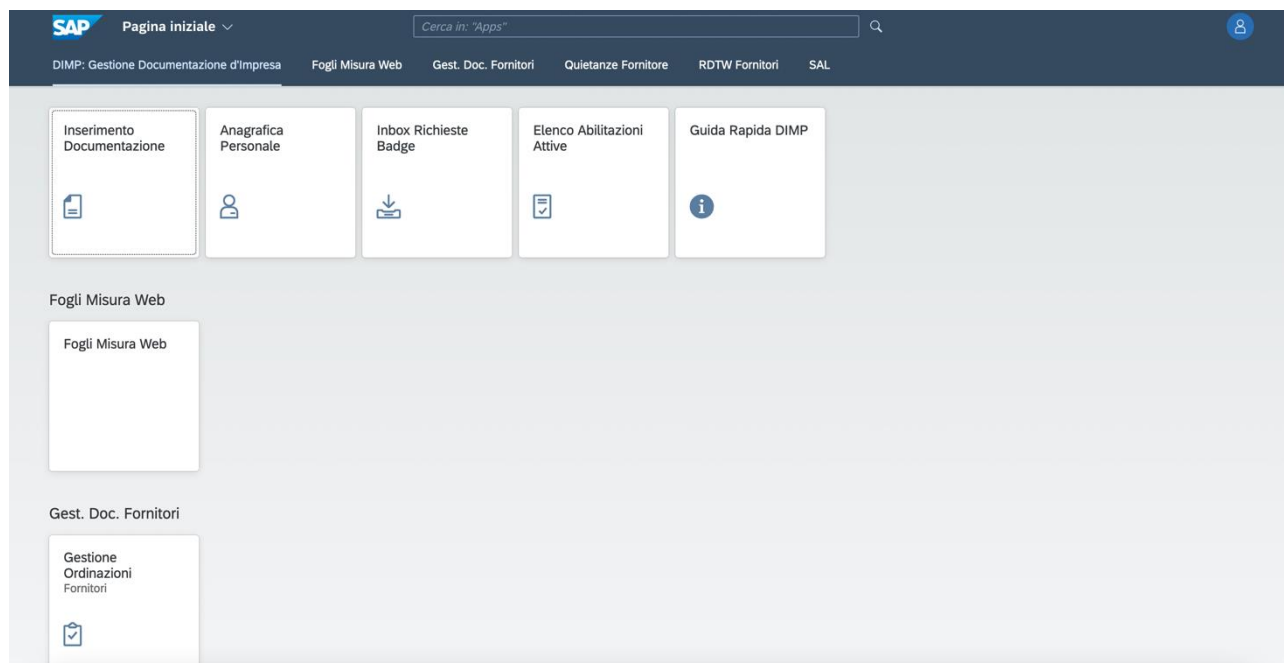 SAP Pagina iniziale Cerca in: "Apps"
DIMP: Gestione Documentazione d'Impresa Fogli Misura Web Gest. Doc. Fornitori Quietanze Fornitore RDTW Fornitori SAL
Inserimento
Documentazione
Anagrafica
Personale
Inbox Richieste
Badge
Elenco Abilitazioni
Attive
Guida Rapida DIMP
Fogli Misura Web
Fogli Misura Web
Gest. Doc. Fornitori
Gestione
Ordinazioni
Fornitori